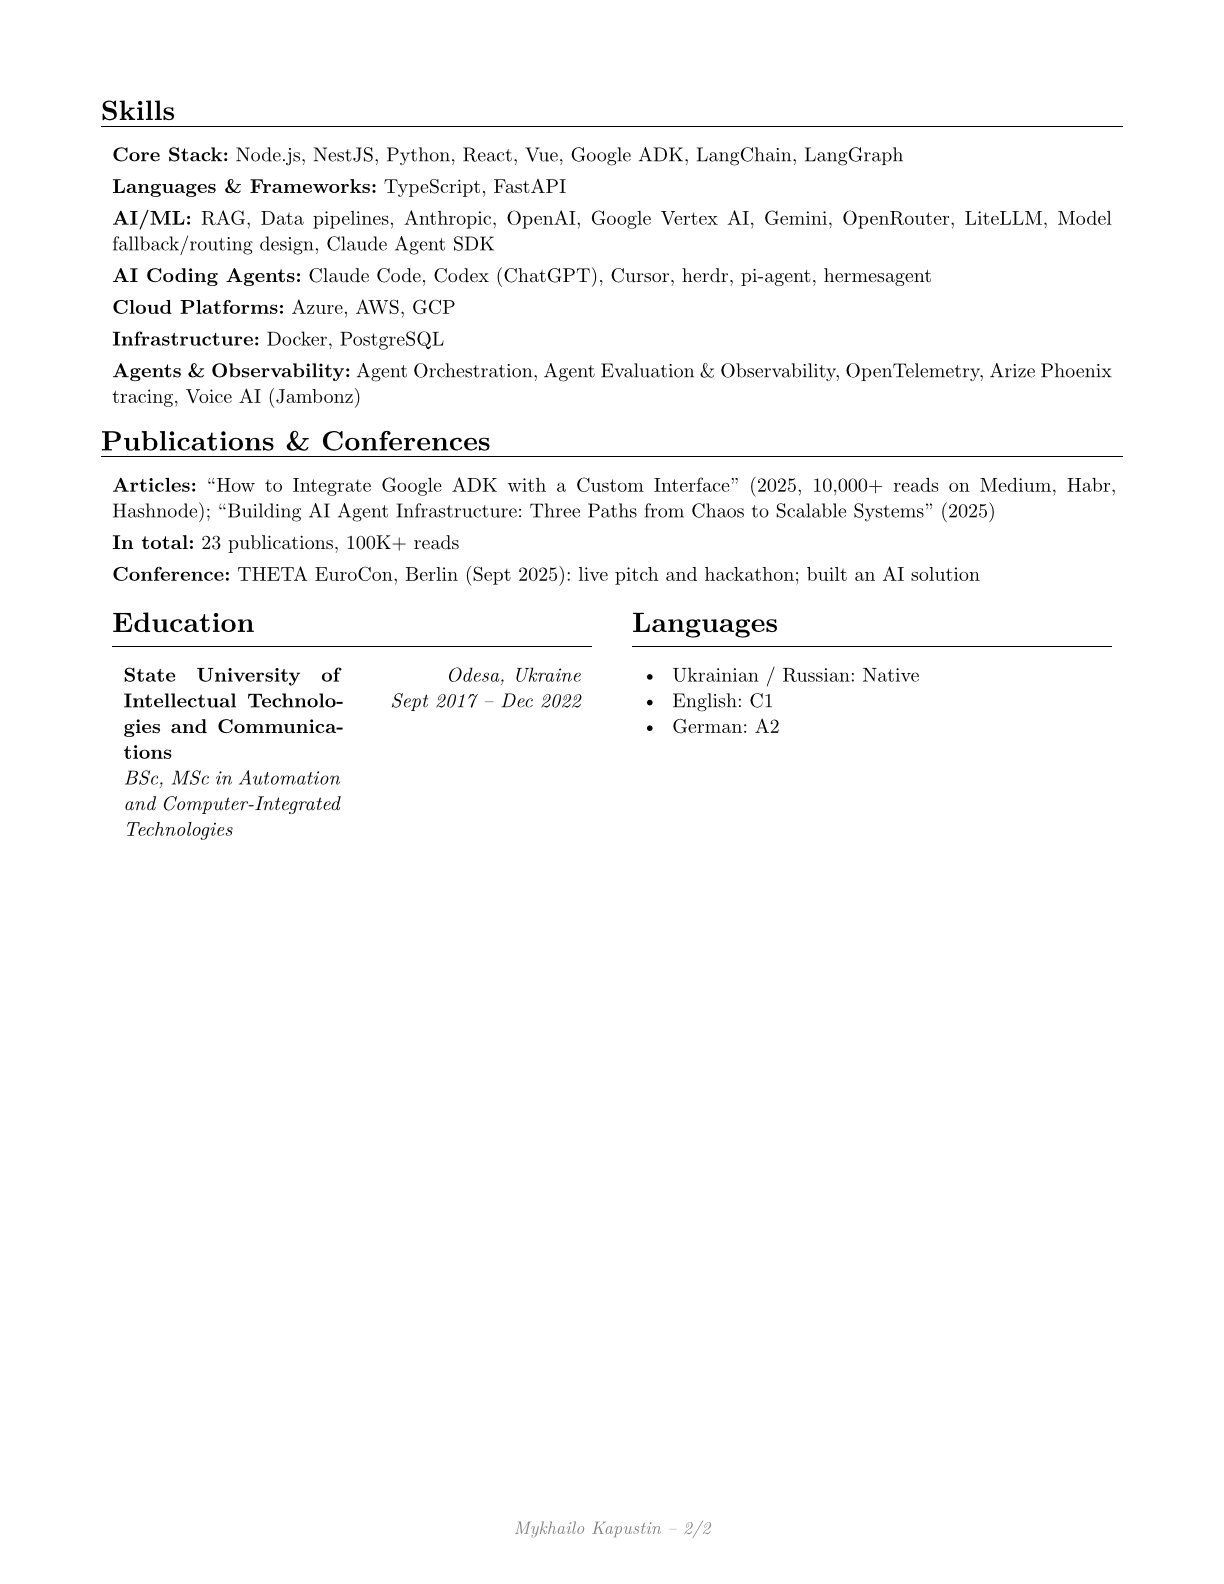 Skills
Core Stack: Node.js, NestJS, Python, React, Vue, Google ADK, LangChain, LangGraph
Languages & Frameworks: TypeScript, FastAPI
AI/ML: RAG, Data pipelines, Anthropic, OpenAI, Google Vertex AI, Gemini, OpenRouter, LiteLLM, Model
fallback/routing design, Claude Agent SDK
AI Coding Agents: Claude Code, Codex (ChatGPT), Cursor, herdr, pi-agent, hermesagent
Cloud Platforms: Azure, AWS, GCP
Infrastructure: Docker, PostgreSQL
Agents & Observability: Agent Orchestration, Agent Evaluation & Observability, OpenTelemetry, Arize Phoenix
tracing, Voice AI (Jambonz)
Publications & Conferences
Articles: “How to Integrate Google ADK with a Custom Interface” (2025, 10,000+ reads on Medium, Habr,
Hashnode); “Building AI Agent Infrastructure: Three Paths from Chaos to Scalable Systems” (2025)
In total: 23 publications, 100K+ reads
Conference: THETA EuroCon, Berlin (Sept 2025): live pitch and hackathon; built an AI solution
Education
State University of
Intellectual Technolo-
gies and Communica-
tions
BSc, MSc in Automation
and Computer-Integrated
Technologies
Odesa, Ukraine
Sept 2017 – Dec 2022
Languages
• Ukrainian / Russian: Native
• English: C1
• German: A2
Mykhailo Kapustin – 2/2